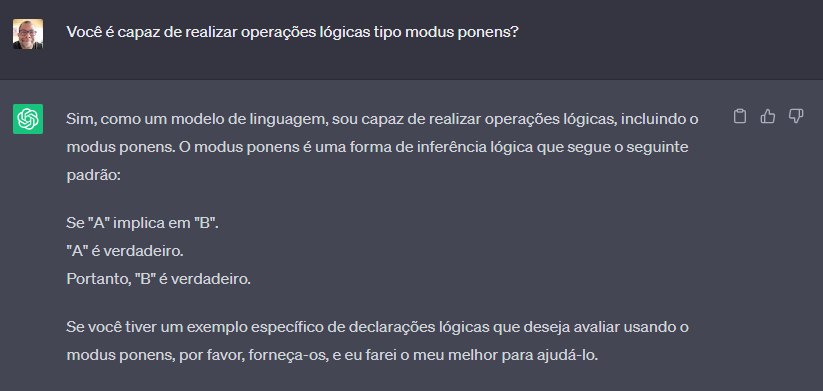 Você é capaz de realizar operações lógicas tipo modus ponens?
Sim, como um modelo de linguagem, sou capaz de realizar operações lógicas, incluindo o
modus ponens. O modus ponens é uma forma de inferência lógica que segue o seguinte
padrão:
Se "A" implica em "B".
"A" é verdadeiro.
Portanto, "B" é verdadeiro.
Se você tiver um exemplo específico de declarações lógicas que deseja avaliar usando o
modus ponens, por favor, forneça-os, e eu farei o meu melhor para ajudá-lo.